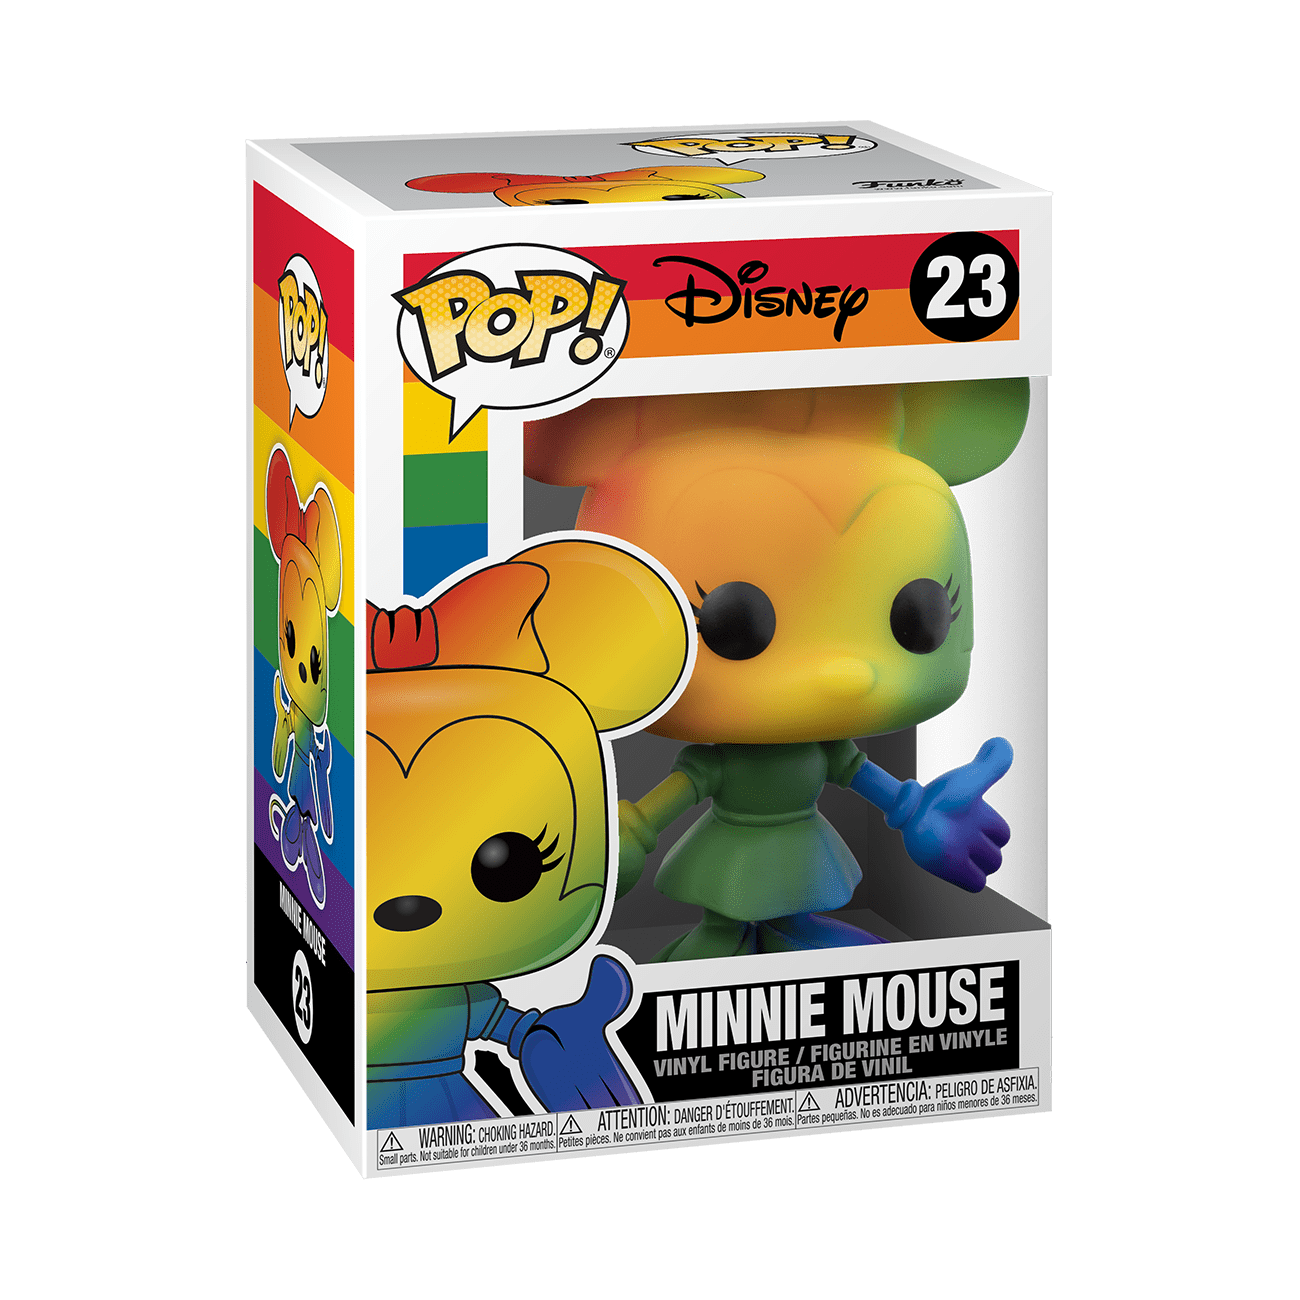 POP!
Funko
POP!
POP! ®
Disney
23
MINNIE MOUSE
23
MINNIE MOUSE
VINYL FIGURE / FIGURINE EN VINYLE
FIGURA DE VINIL
WARNING: CHOKING HAZARD.
Small parts. Not suitable for children under 36 months.
ATTENTION: DANGER D'ÉTOUFFEMENT.
Petites pièces. Ne convient pas aux enfants de moins de 36 mois.
ADVERTENCIA: PELIGRO DE ASFIXIA.
Partes pequeñas. No es adecuado para niños menores de 36 meses.